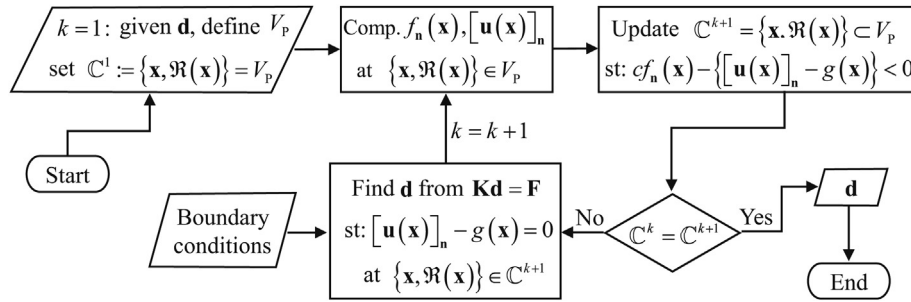 k = 1: given d, define V_P
set ℂ¹ := {x, ℜ(x)} = V_P
Comp. f_n(x), [u(x)]_n
at {x, ℜ(x)} ∈ V_P
Update ℂ^{k+1} = {x. ℜ(x)} ⊂ V_P
st: cf_n(x) − {[u(x)]_n − g(x)} < 0
k = k + 1
Start
Boundary
conditions
Find d from Kd = F
st: [u(x)]_n − g(x) = 0
at {x, ℜ(x)} ∈ ℂ^{k+1}
No
ℂ^k = ℂ^{k+1}
Yes
d
End